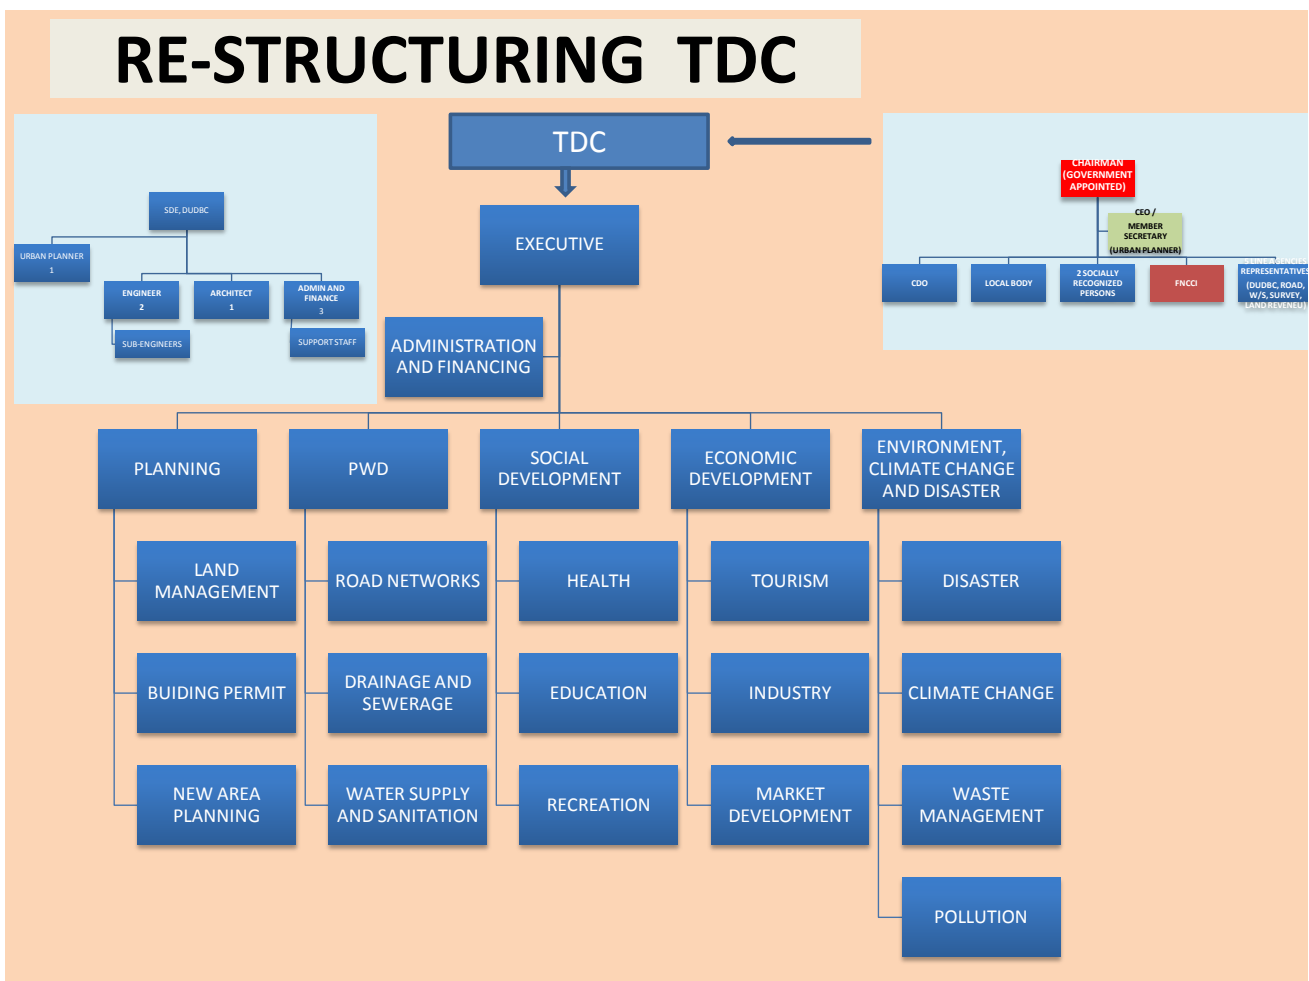 RE-STRUCTURING TDC
TDC
SDE, DUDBC
URBAN PLANNER
1
ENGINEER
2
ARCHITECT
1
ADMIN AND
FINANCE
3
SUB-ENGINEERS
SUPPORT STAFF
CHAIRMAN
(GOVERNMENT
APPOINTED)
CEO /
MEMBER
SECRETARY
(URBAN PLANNER)
CDO
LOCAL BODY
2 SOCIALLY
RECOGNIZED
PERSONS
FNCCI
LINE AGENCIES
REPRESENTATIVES
(DUDBC, ROAD,
W/S, SURVEY,
LAND REVENEU)
EXECUTIVE
ADMINISTRATION
AND FINANCING
PLANNING
PWD
SOCIAL
DEVELOPMENT
ECONOMIC
DEVELOPMENT
ENVIRONMENT,
CLIMATE CHANGE
AND DISASTER
LAND
MANAGEMENT
ROAD NETWORKS
HEALTH
TOURISM
DISASTER
BUIDING PERMIT
DRAINAGE AND
SEWERAGE
EDUCATION
INDUSTRY
CLIMATE CHANGE
NEW AREA
PLANNING
WATER SUPPLY
AND SANITATION
RECREATION
MARKET
DEVELOPMENT
WASTE
MANAGEMENT
POLLUTION